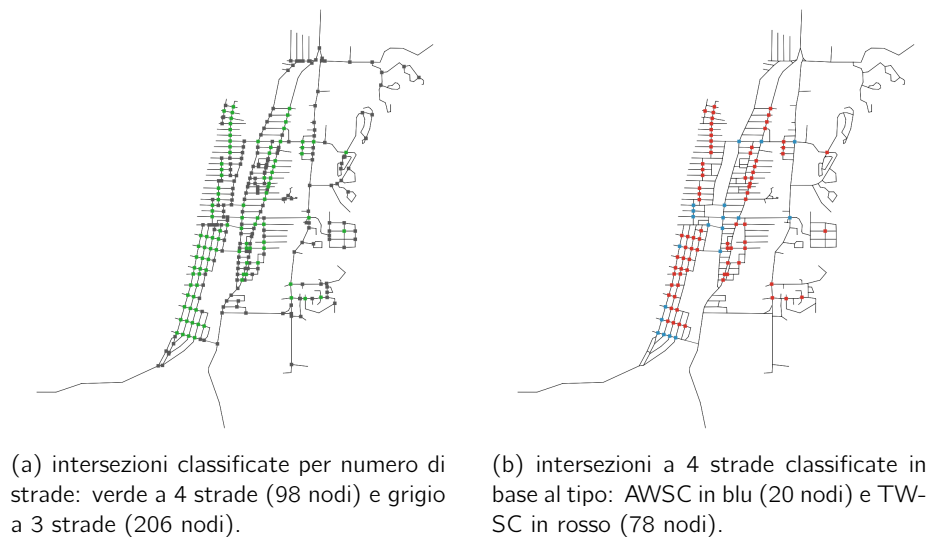 (a) intersezioni classificate per numero di
strade: verde a 4 strade (98 nodi) e grigio
a 3 strade (206 nodi).
(b) intersezioni a 4 strade classificate in
base al tipo: AWSC in blu (20 nodi) e TW-
SC in rosso (78 nodi).